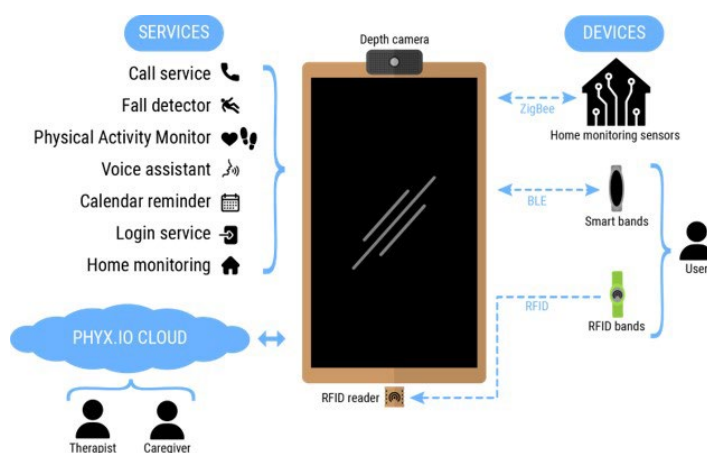 SERVICES
Call service
Fall detector
Physical Activity Monitor
Voice assistant
Calendar reminder
Login service
Home monitoring
PHYX.IO CLOUD
Therapist
Caregiver
Depth camera
RFID reader
DEVICES
ZigBee
Home monitoring sensors
BLE
Smart bands
User
RFID
RFID bands